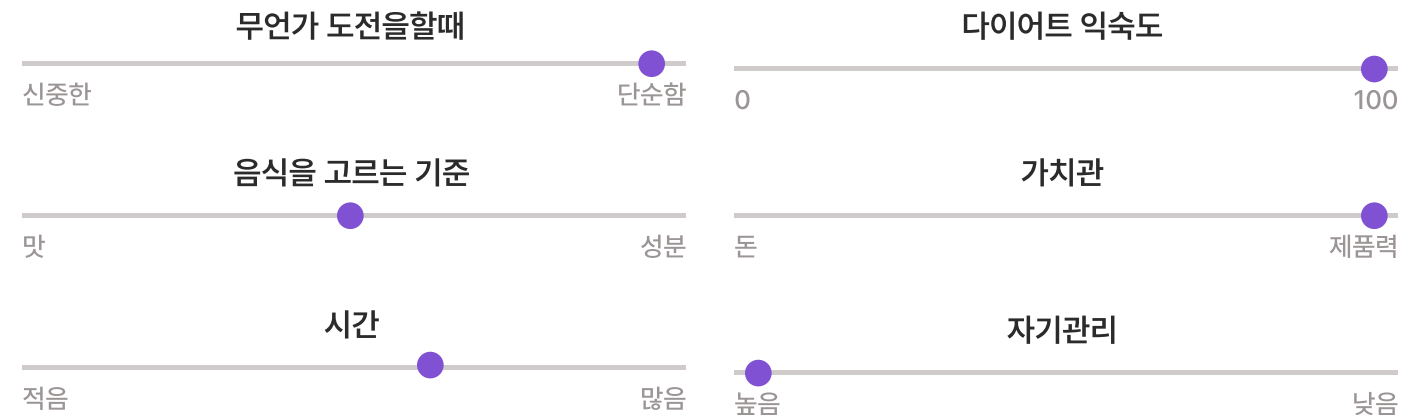 무언가 도전을할때
신중한 단순함
다이어트 익숙도
0 100
음식을 고르는 기준
맛 성분
가치관
돈 제품력
시간
적음 많음
자기관리
높음 낮음